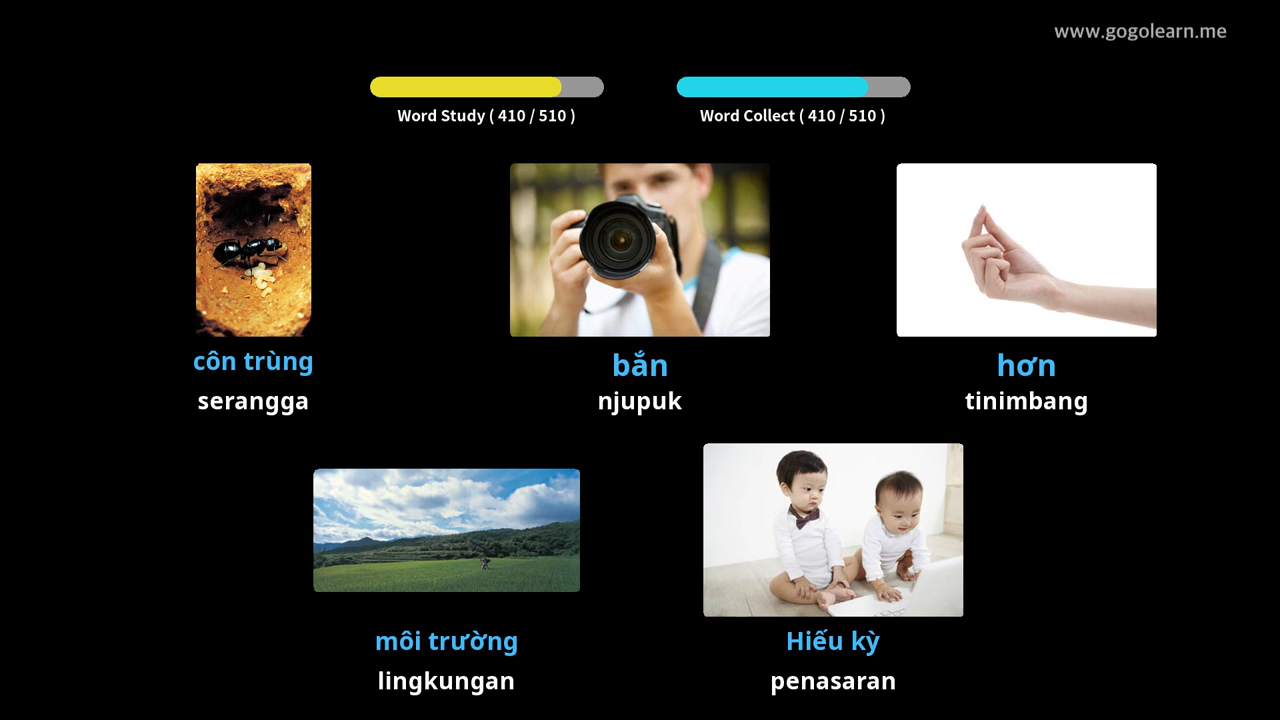 www.gogolearn.me
Word Study ( 410 / 510 )
Word Collect ( 410 / 510 )
côn trùng
serangga
bắn
njupuk
hơn
tinimbang
môi trường
lingkungan
Hiếu kỳ
penasaran